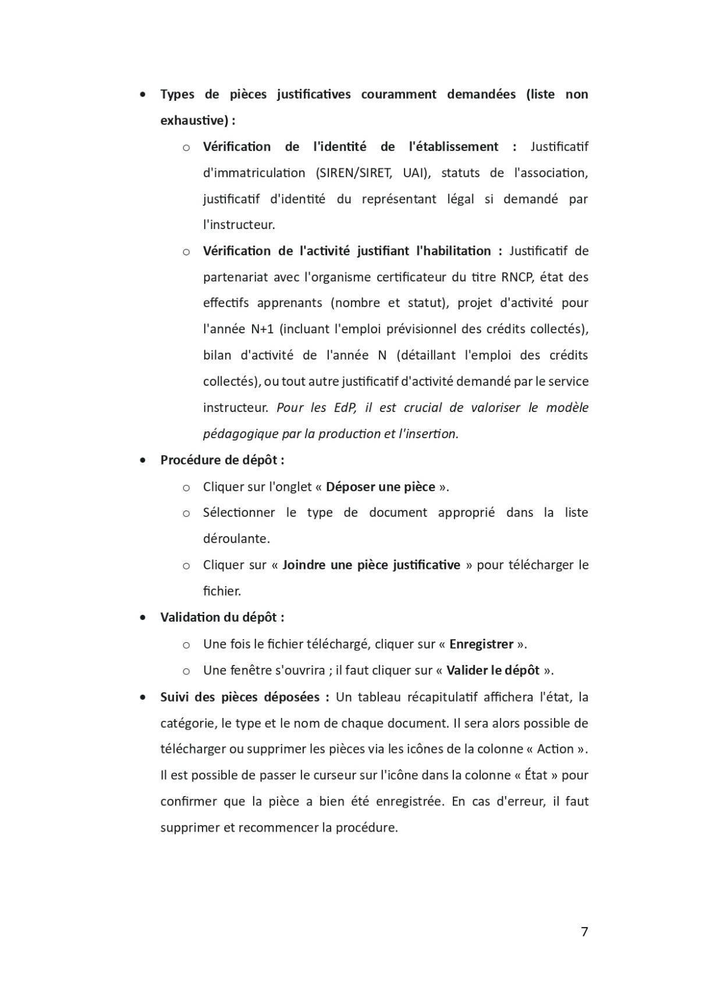 • Types de pièces justificatives couramment demandées (liste non
exhaustive) :
o Vérification de l'identité de l'établissement : Justificatif
d'immatriculation (SIREN/SIRET, UAI), statuts de l'association,
justificatif d'identité du représentant légal si demandé par
l'instructeur.
o Vérification de l'activité justifiant l'habilitation : Justificatif de
partenariat avec l'organisme certificateur du titre RNCP, état des
effectifs apprenants (nombre et statut), projet d'activité pour
l'année N+1 (incluant l'emploi prévisionnel des crédits collectés),
bilan d'activité de l'année N (détaillant l'emploi des crédits
collectés), ou tout autre justificatif d'activité demandé par le service
instructeur. Pour les EdP, il est crucial de valoriser le modèle
pédagogique par la production et l'insertion.
• Procédure de dépôt :
o Cliquer sur l'onglet « Déposer une pièce ».
o Sélectionner le type de document approprié dans la liste
déroulante.
o Cliquer sur « Joindre une pièce justificative » pour télécharger le
fichier.
• Validation du dépôt :
o Une fois le fichier téléchargé, cliquer sur « Enregistrer ».
o Une fenêtre s'ouvrira ; il faut cliquer sur « Valider le dépôt ».
• Suivi des pièces déposées : Un tableau récapitulatif affichera l'état, la
catégorie, le type et le nom de chaque document. Il sera alors possible de
télécharger ou supprimer les pièces via les icônes de la colonne « Action ».
Il est possible de passer le curseur sur l'icône dans la colonne « État » pour
confirmer que la pièce a bien été enregistrée. En cas d'erreur, il faut
supprimer et recommencer la procédure.
7